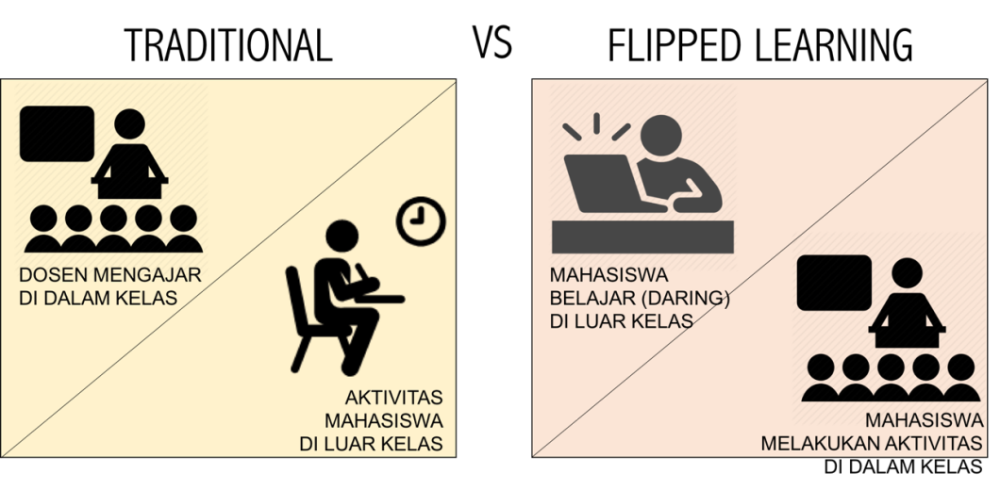 TRADITIONAL
VS
FLIPPED LEARNING
DOSEN MENGAJAR
DI DALAM KELAS
AKTIVITAS
MAHASISWA
DI LUAR KELAS
MAHASISWA
BELAJAR (DARING)
DI LUAR KELAS
MAHASISWA
MELAKUKAN AKTIVITAS
DI DALAM KELAS